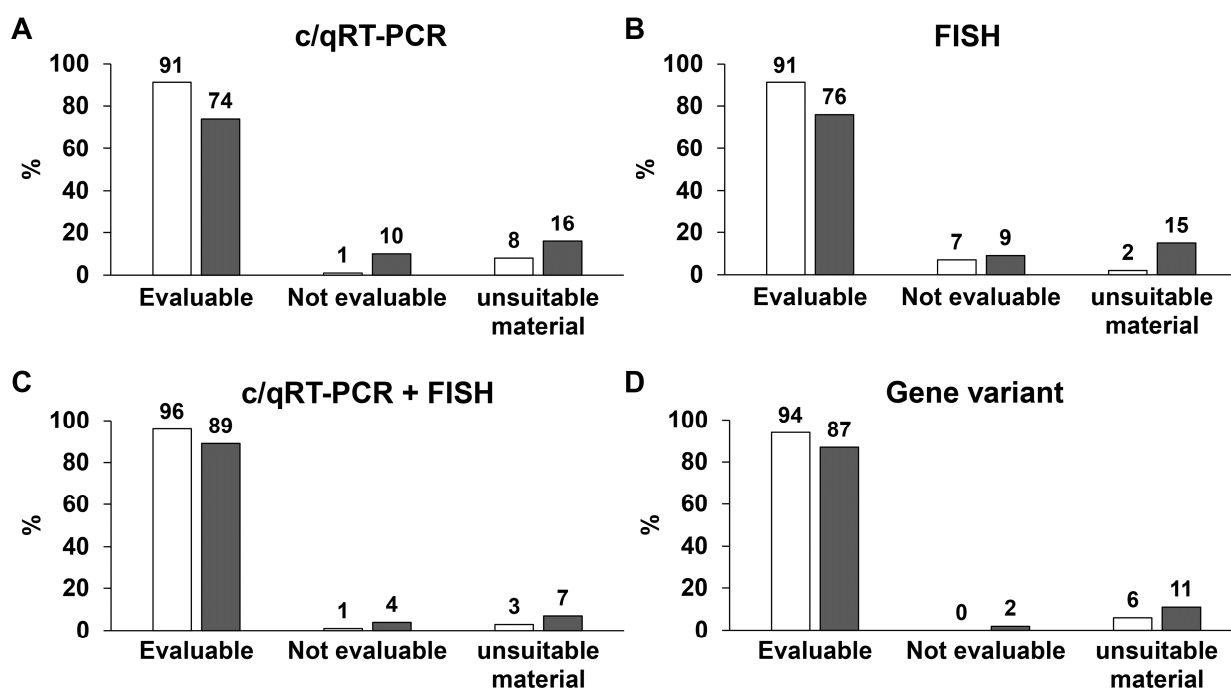 A
c/qRT-PCR
100
80
60
40
20
0
%
91
74
1
10
8
16
Evaluable
Not evaluable
unsuitable
material
B
FISH
100
80
60
40
20
0
%
91
76
7
9
2
15
Evaluable
Not evaluable
unsuitable
material
C
c/qRT-PCR + FISH
100
80
60
40
20
0
%
96
89
1
4
3
7
Evaluable
Not evaluable
unsuitable
material
D
Gene variant
100
80
60
40
20
0
%
94
87
0
2
6
11
Evaluable
Not evaluable
unsuitable
material